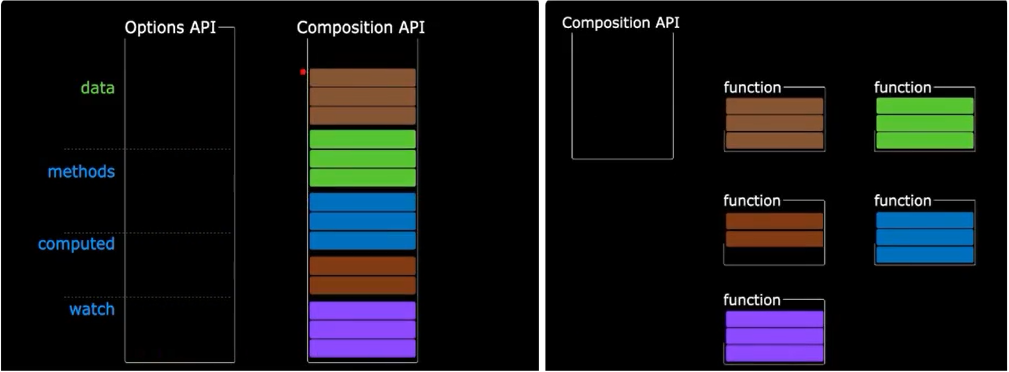 Options API
Composition API
data
methods
computed
watch
Composition API
function
function
function
function
function